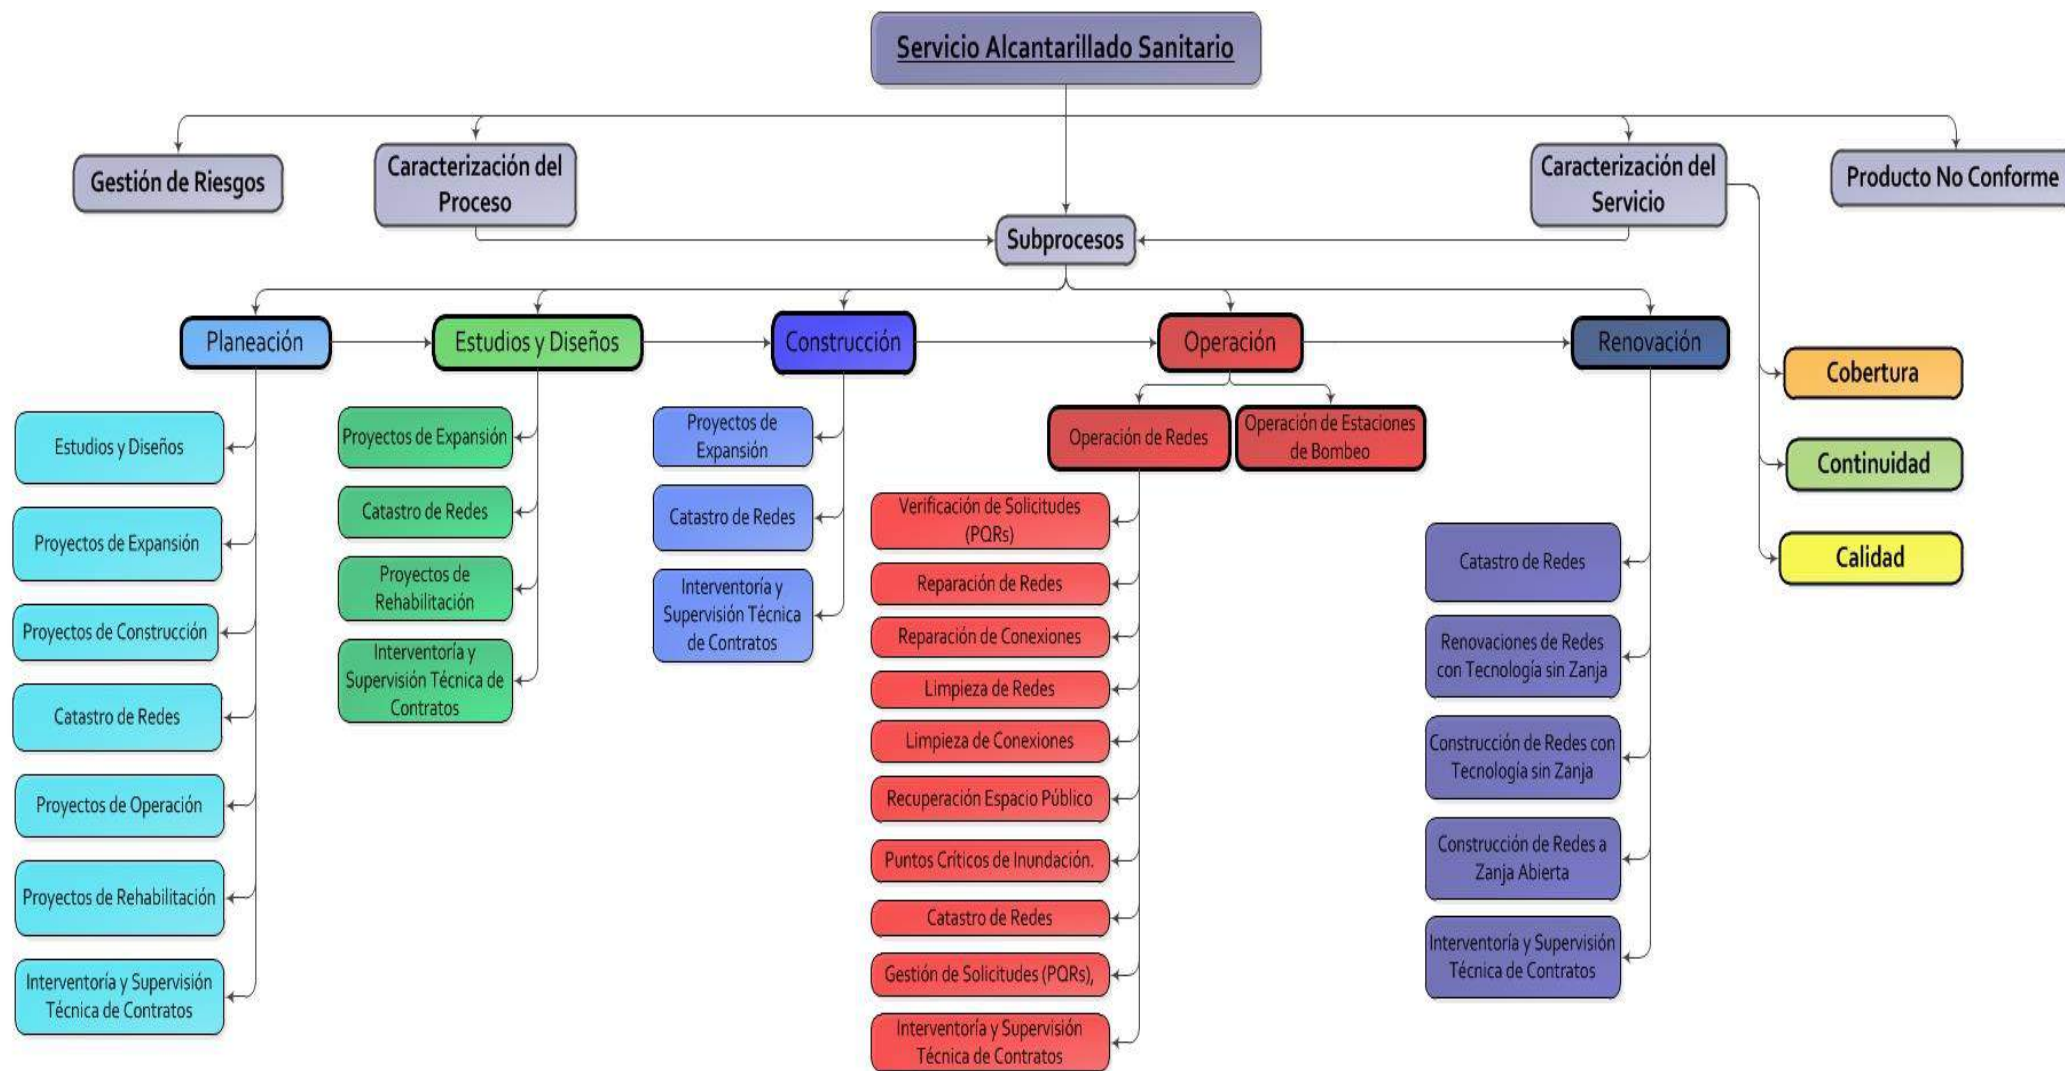 Servicio Alcantarillado Sanitario
Gestión de Riesgos
Caracterización del
Proceso
Caracterización del
Servicio
Producto No Conforme
Subprocesos
Planeación
Estudios y Diseños
Construcción
Operación
Renovación
Estudios y Diseños
Proyectos de Expansión
Proyectos de Construcción
Catastro de Redes
Proyectos de Operación
Proyectos de Rehabilitación
Interventoría y Supervisión
Técnica de Contratos
Proyectos de Expansión
Catastro de Redes
Proyectos de
Rehabilitación
Interventoría y
Supervisión Técnica de
Contratos
Proyectos de
Expansión
Catastro de Redes
Interventoría y
Supervisión Técnica
de Contratos
Operación de Redes
Operación de Estaciones
de Bombeo
Verificación de Solicitudes
(PQRs)
Reparación de Redes
Reparación de Conexiones
Limpieza de Redes
Limpieza de Conexiones
Recuperación Espacio Público
Puntos Críticos de Inundación.
Catastro de Redes
Gestión de Solicitudes (PQRs),
Interventoría y Supervisión
Técnica de Contratos
Catastro de Redes
Renovaciones de Redes
con Tecnología sin Zanja
Construcción de Redes con
Tecnología sin Zanja
Construcción de Redes a
Zanja Abierta
Interventoría y Supervisión
Técnica de Contratos
Cobertura
Continuidad
Calidad